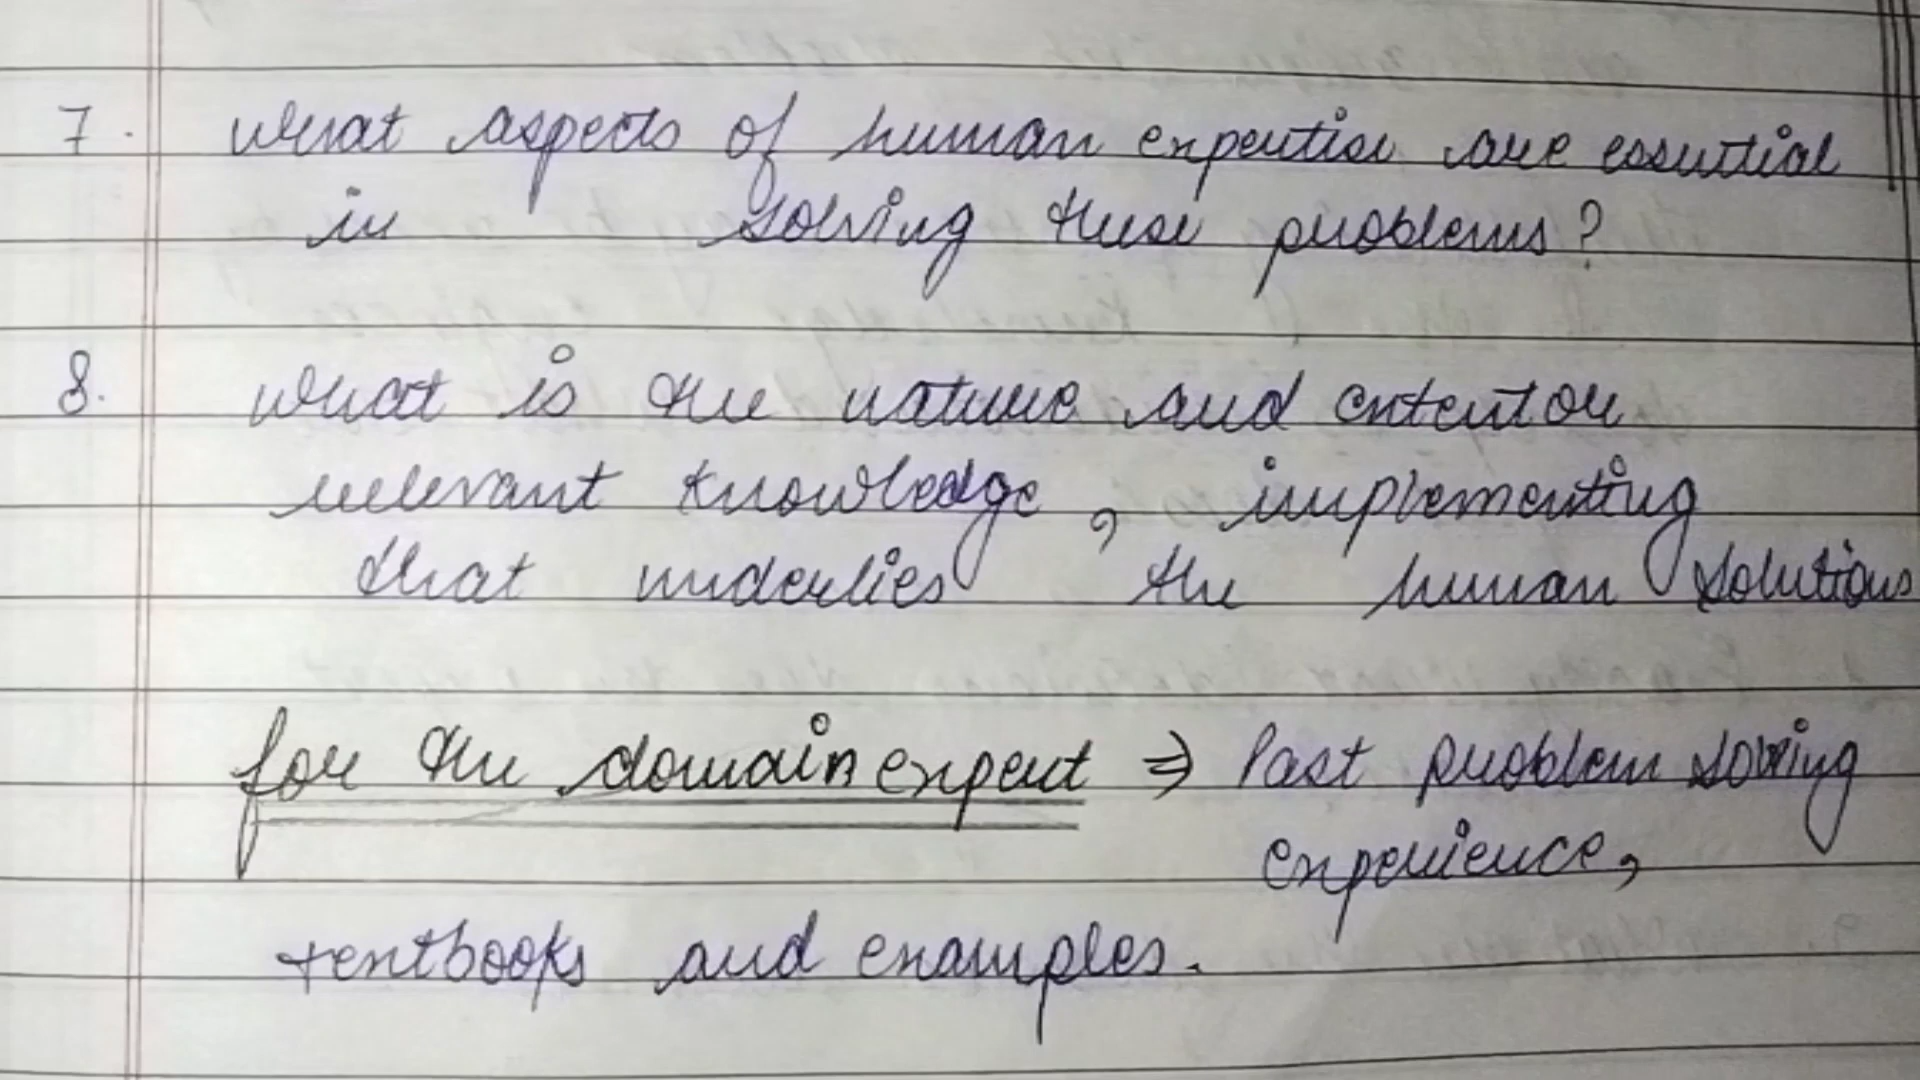 7. What aspects of human expertise are essential
in solving these problems?
8. What is the nature and extent or
relevant knowledge, implementing
that underlies the human solutions
for the domain expert ⇒ Past problem solving
experience,
textbooks and examples.